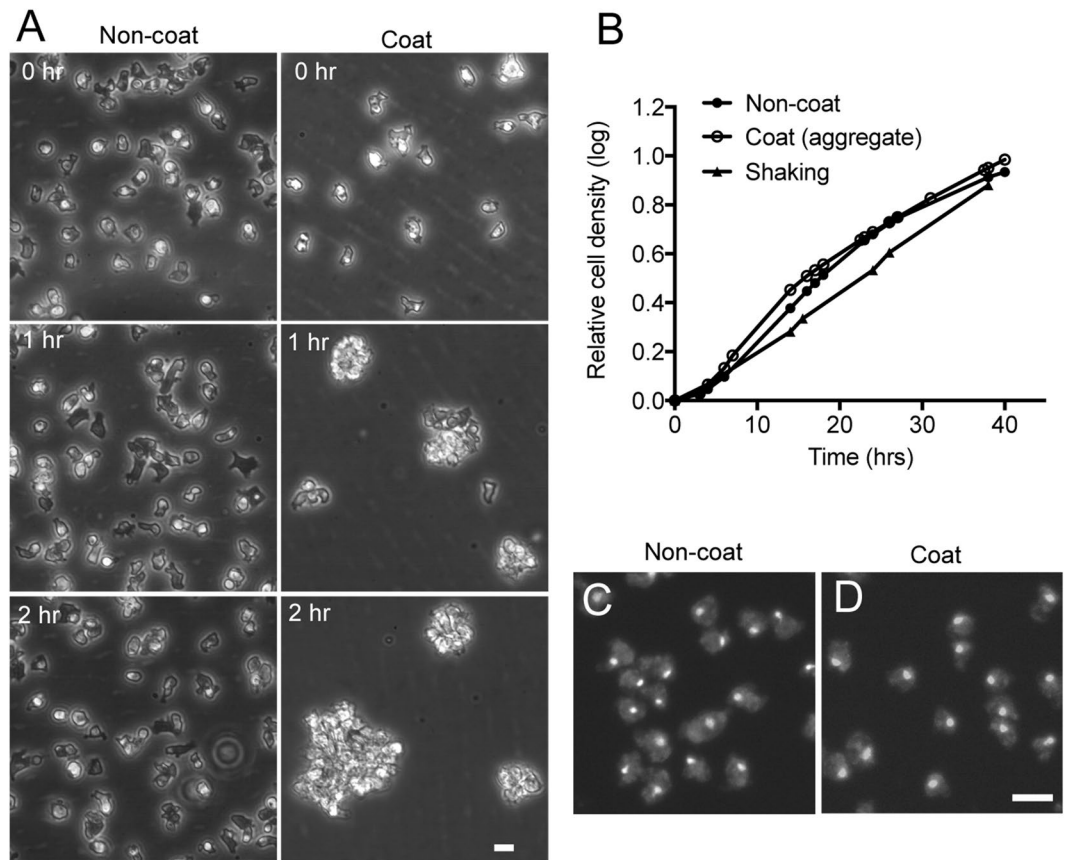 A
Non-coat
Coat
0 hr
0 hr
1 hr
1 hr
2 hr
2 hr
B
Non-coat
Coat (aggregate)
Shaking
Relative cell density (log)
1.2
1.0
0.8
0.6
0.4
0.2
0.0
0
10
20
30
40
Time (hrs)
Non-coat
Coat
C
D